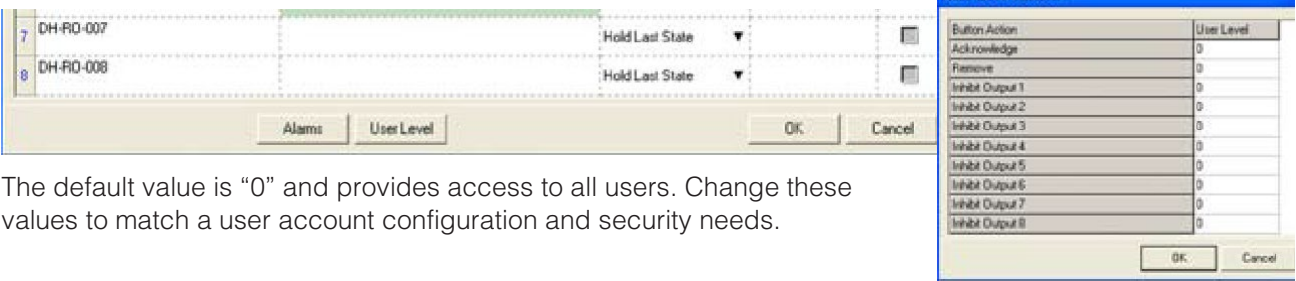 7 DH-RO-007 Hold Last State ▼
8 DH-RO-008 Hold Last State ▼
Alarms User Level OK Cancel
The default value is “0” and provides access to all users. Change these
values to match a user account configuration and security needs.
Button Action User Level
Acknowledge 0
Remove 0
Inhibit Output 1 0
Inhibit Output 2 0
Inhibit Output 3 0
Inhibit Output 4 0
Inhibit Output 5 0
Inhibit Output 6 0
Inhibit Output 7 0
Inhibit Output 8 0
OK Cancel